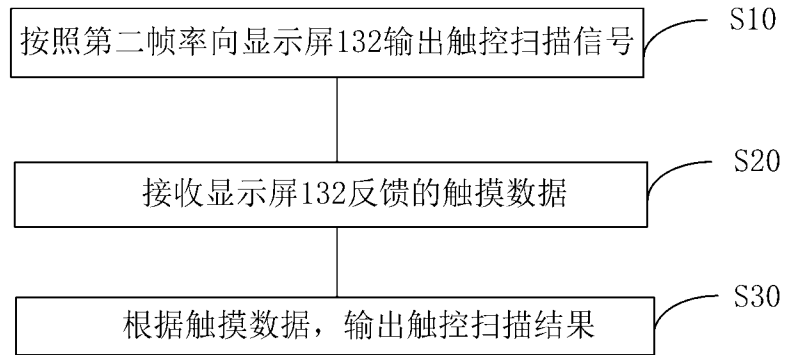 按照第二帧率向显示屏132输出触控扫描信号
S10
接收显示屏132反馈的触摸数据
S20
根据触摸数据，输出触控扫描结果
S30